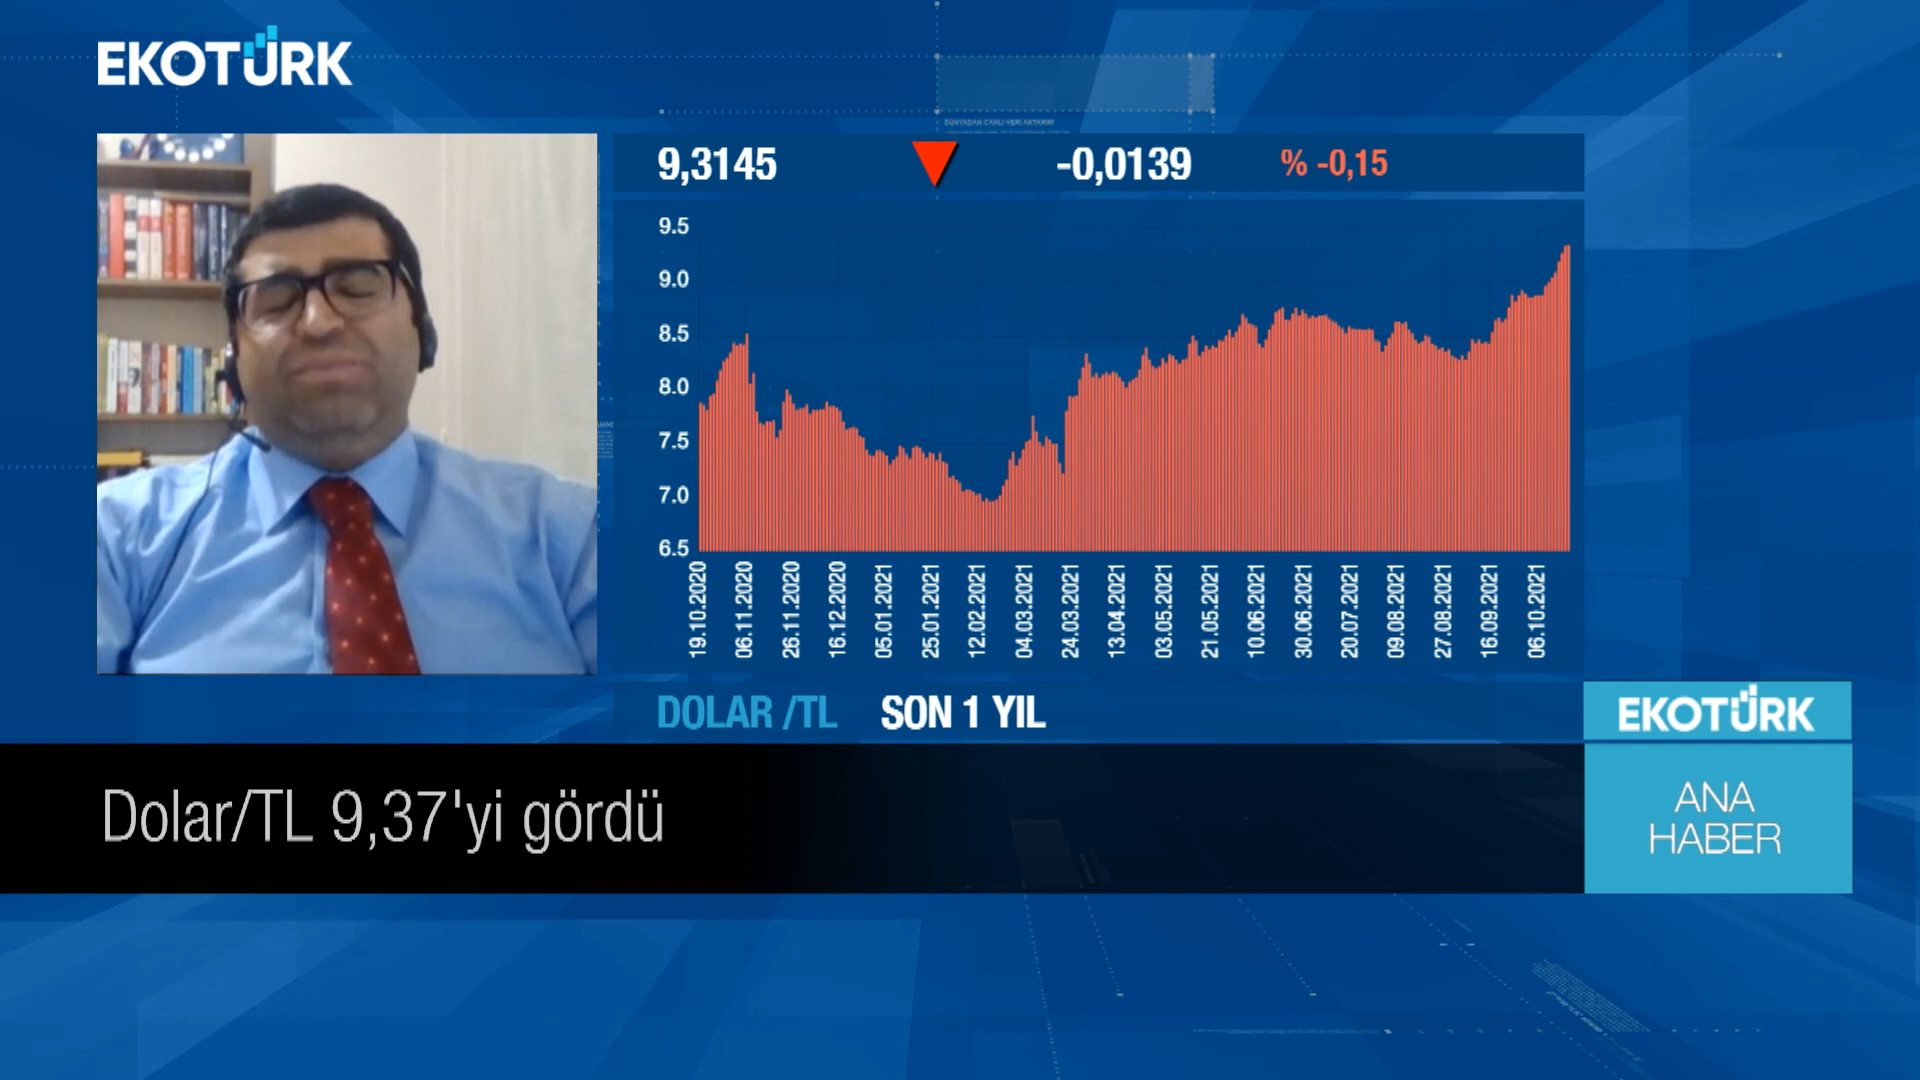 EKOTÜRK
DÜNYADAN CANLI VERİ AKTARIMI
9,3145 -0,0139 % -0,15
9.5
9.0
8.5
8.0
7.5
7.0
6.5
19.10.2020 06.11.2020 26.11.2020 16.12.2020 05.01.2021 25.01.2021 12.02.2021 04.03.2021 24.03.2021 13.04.2021 03.05.2021 21.05.2021 10.06.2021 30.06.2021 20.07.2021 09.08.2021 27.08.2021 16.09.2021 06.10.2021
DOLAR /TL SON 1 YIL
EKOTÜRK
Dolar/TL 9,37'yi gördü
ANA
HABER